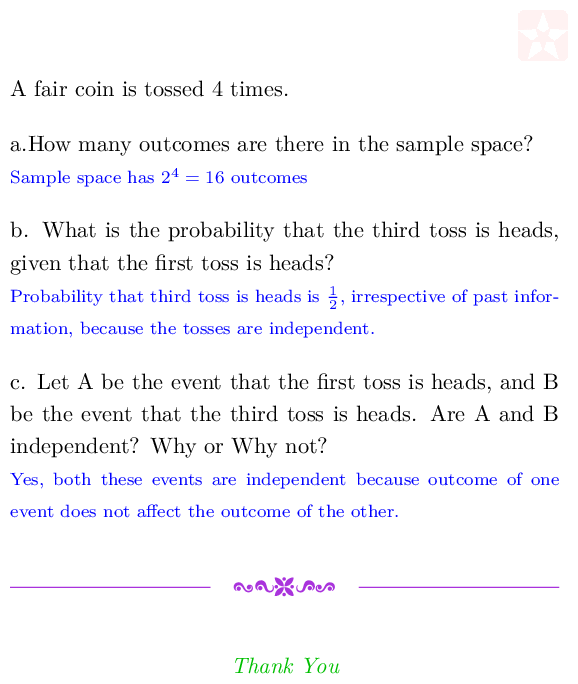 A fair coin is tossed 4 times.
a.How many outcomes are there in the sample space?
Sample space has 2⁴ = 16 outcomes
b. What is the probability that the third toss is heads,
given that the first toss is heads?
Probability that third toss is heads is 1/2, irrespective of past infor-
mation, because the tosses are independent.
c. Let A be the event that the first toss is heads, and B
be the event that the third toss is heads. Are A and B
independent? Why or Why not?
Yes, both these events are independent because outcome of one
event does not affect the outcome of the other.
Thank You